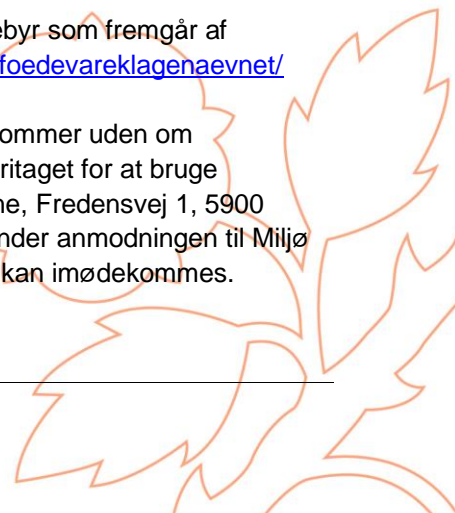 ebyr som fremgår af
foedevareklagenaevnet/
ommer uden om
ritaget for at bruge
ne, Fredensvej 1, 5900
nder anmodningen til Miljø
kan imødekommes.